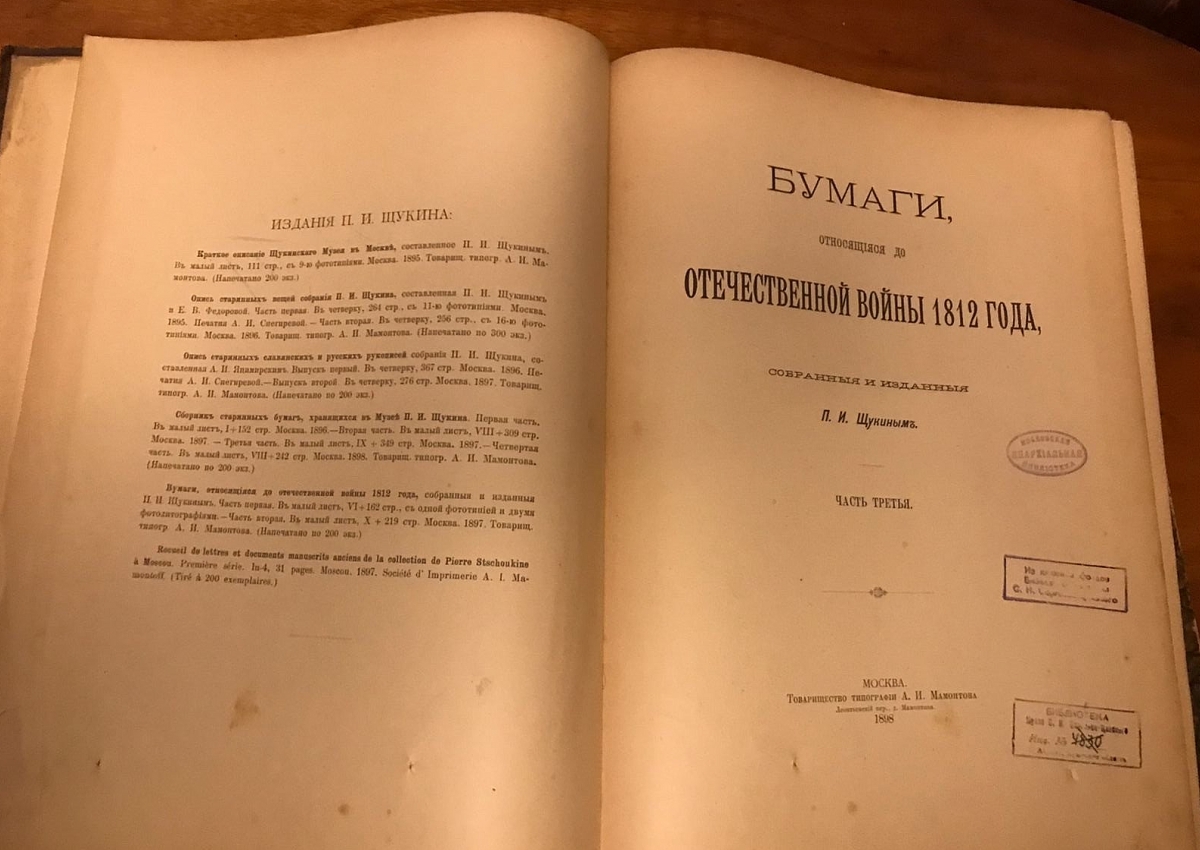 ИЗДАНІЯ П. И. ЩУКИНА:
Краткое описаніе Щукинскаго Музея въ Москвѣ, составленное П. И. Щукинымъ.
Въ малый листъ, 111 стр., съ 9-ю фототипіями. Москва. 1895. Товарищ. типогр. А. И. Ма-
монтова. (Напечатано 200 экз.)
Опись старинныхъ вещей собранія П. И. Щукина, составленная П. И. Щукинымъ
и Е. В. Федоровой. Часть первая. Въ четверку, 264 стр., съ 11-ю фототипіями. Москва.
1895. Печатня А. И. Снегиревой. — Часть вторая. Въ четверку, 256 стр., съ 16-ю фото-
типіями. Москва. 1896. Товарищ. типогр. А. И. Мамонтова. (Напечатано по 300 экз.)
Опись старинныхъ славянскихъ и русскихъ рукописей собранія П. И. Щукина, со-
ставленная А. И. Яцимирскимъ. Выпускъ первый. Въ четверку, 367 стр. Москва. 1896. Пе-
чатня А. И. Снегиревой.—Выпускъ второй. Въ четверку, 276 стр. Москва. 1897. Товарищ.
типогр. А. И. Мамонтова. (Напечатано по 200 экз.)
Сборникъ старинныхъ бумагъ, хранящихся въ Музеѣ П. И. Щукина. Первая часть.
Въ малый листъ, I+152 стр. Москва. 1896.—Вторая часть. Въ малый листъ, VIII+309 стр.
Москва. 1897. — Третья часть. Въ малый листъ, IX + 349 стр. Москва. 1897.—Четвертая
часть. Въ малый листъ, VIII+242 стр. Москва. 1898. Товарищ. типогр. А. И. Мамонтова.
(Напечатано по 200 экз.)
Бумаги, относящіяся до отечественной войны 1812 года, собранныя и изданныя
П. И. Щукинымъ. Часть первая. Въ малый листъ, VI+162 стр., съ одной фототипіей и двумя
фотолитографіями.—Часть вторая. Въ малый листъ, X + 219 стр. Москва. 1897. Товарищ.
типогр. А. И. Мамонтова. (Напечатано по 200 экз.)
Recueil de lettres et documents manuscrits anciens de la collection de Pierre Stschoukine
à Moscou. Première série. In-4, 31 pages. Moscou. 1897. Société d' Imprimerie A. I. Ma-
monteff. (Tiré à 200 exemplaires.)
БУМАГИ,
ОТНОСЯЩІЯСЯ ДО
ОТЕЧЕСТВЕННОЙ ВОЙНЫ 1812 ГОДА,
СОБРАННЫЯ И ИЗДАННЫЯ
П. И. Щукинымъ.
ЧАСТЬ ТРЕТЬЯ.
ЕПАРХІАЛЬНАЯ
БИБЛІОТЕКА
Из
С. Н.
МОСКВА.
Товарищество типографіи А. И. Мамонтова
Леонтьевскій пер., д. Мамонтова.
1898
БИБЛИОТЕКА
Инв. № 4830